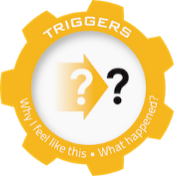 TRIGGERS
? ?
Why I feel like this • What happened?